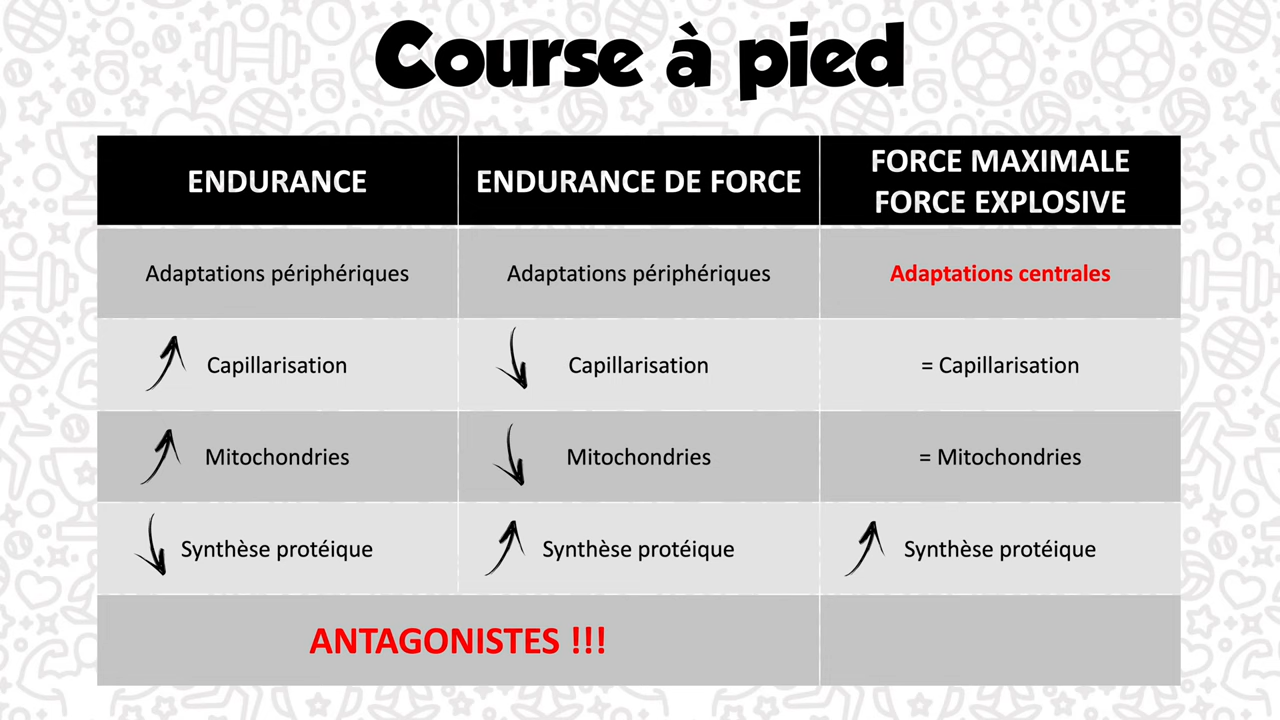 Course à pied
ENDURANCE
ENDURANCE DE FORCE
FORCE MAXIMALE
FORCE EXPLOSIVE
Adaptations périphériques
Adaptations périphériques
Adaptations centrales
Capillarisation
Capillarisation
= Capillarisation
Mitochondries
Mitochondries
= Mitochondries
Synthèse protéique
Synthèse protéique
Synthèse protéique
ANTAGONISTES !!!